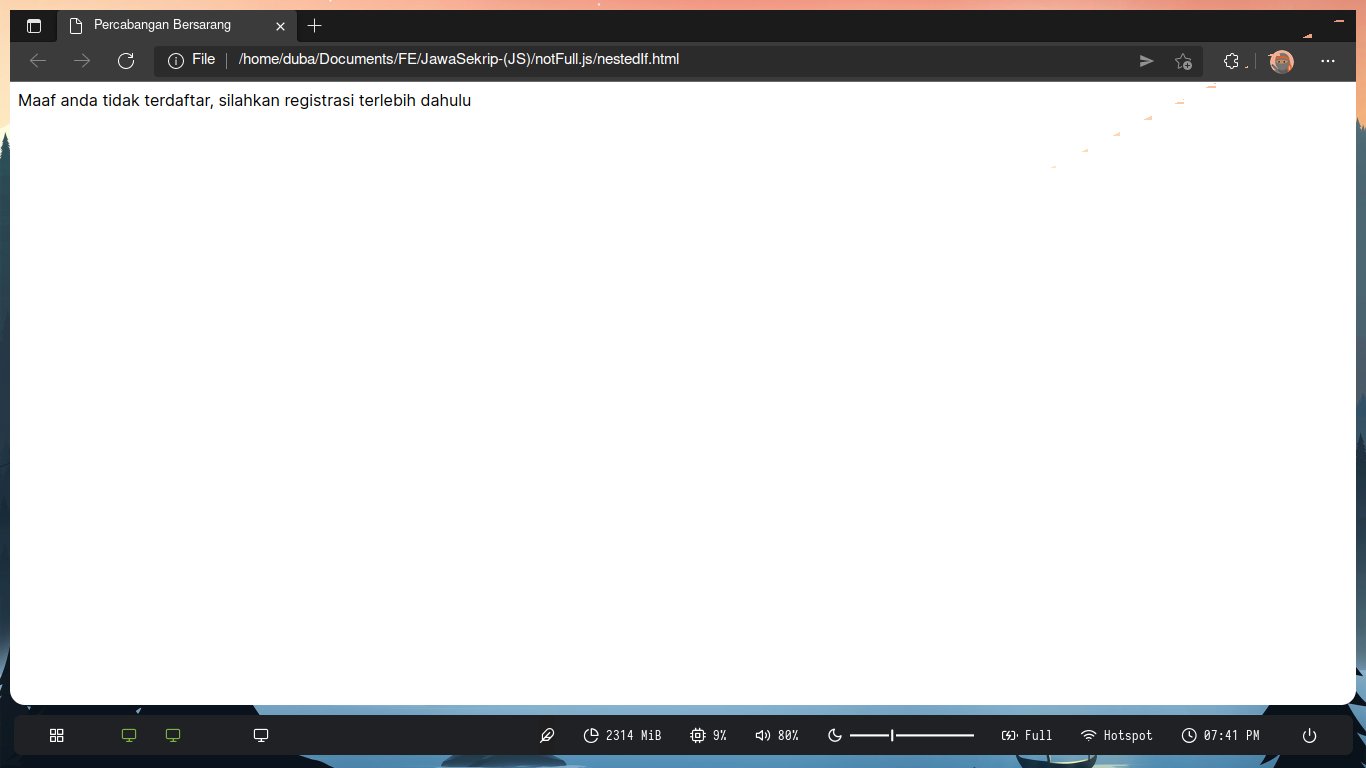 Percabangan Bersarang
File
/home/duba/Documents/FE/JawaSekrip-(JS)/notFull.js/nestedIf.html
Maaf anda tidak terdaftar, silahkan registrasi terlebih dahulu
2314 MiB 9% 80% Full Hotspot 07:41 PM